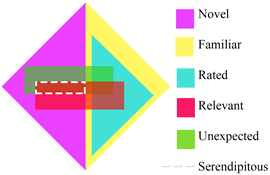 Novel
Familiar
Rated
Relevant
Unexpected
Serendipitous